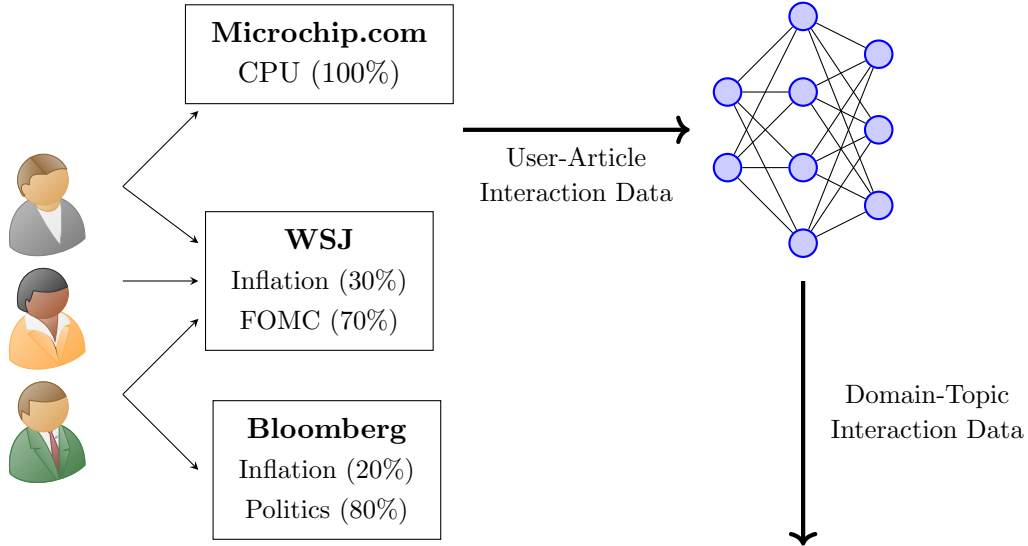 Microchip.com
CPU (100%)
User-Article
Interaction Data
WSJ
Inflation (30%)
FOMC (70%)
Bloomberg
Inflation (20%)
Politics (80%)
Domain-Topic
Interaction Data